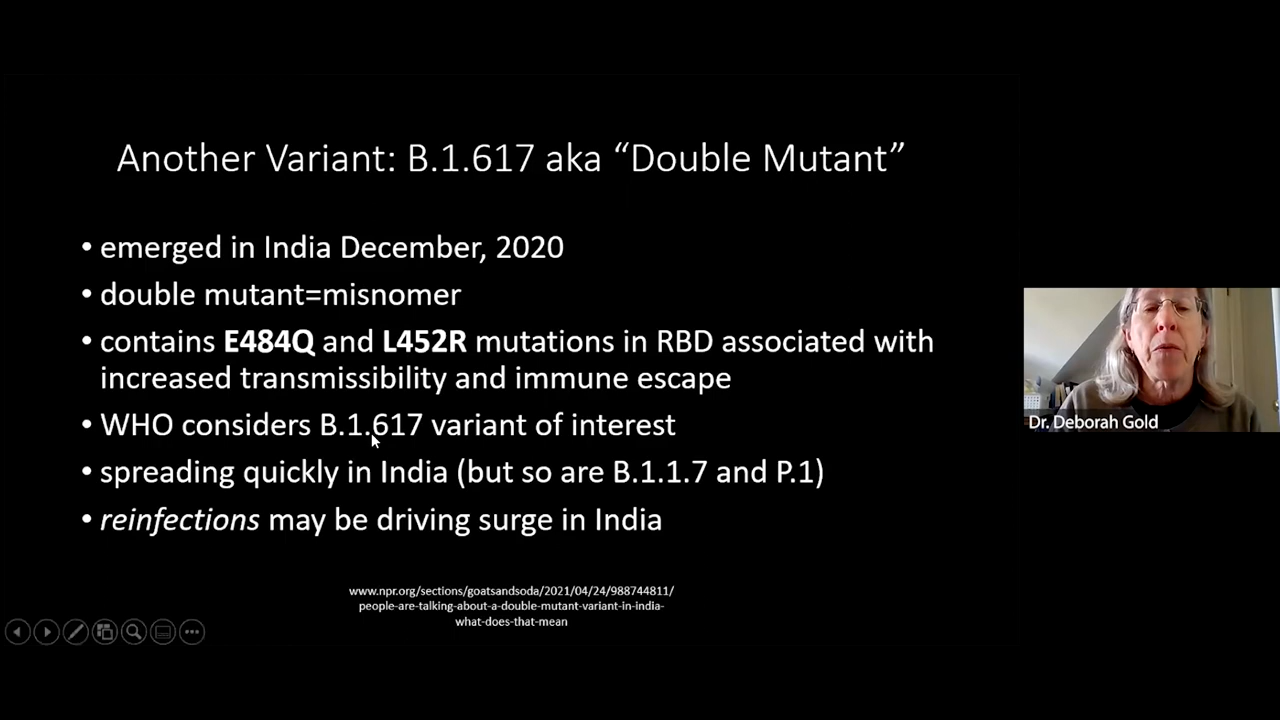 Another Variant: B.1.617 aka “Double Mutant”
• emerged in India December, 2020
• double mutant=misnomer
• contains E484Q and L452R mutations in RBD associated with
increased transmissibility and immune escape
• WHO considers B.1.617 variant of interest
• spreading quickly in India (but so are B.1.1.7 and P.1)
• reinfections may be driving surge in India
www.npr.org/sections/goatsandsoda/2021/04/24/988744811/
people-are-talking-about-a-double-mutant-variant-in-india-
what-does-that-mean
Dr. Deborah Gold